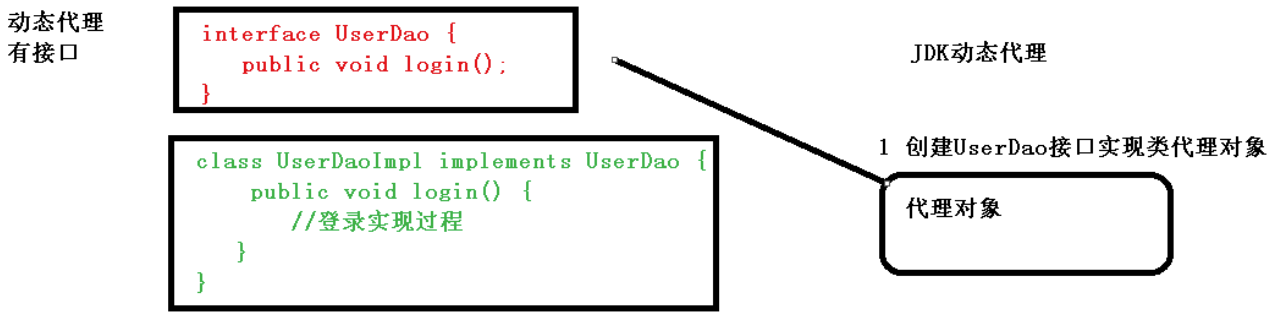 动态代理
有接口
interface UserDao {
public void login();
}
JDK动态代理
class UserDaoImpl implements UserDao {
public void login() {
//登录实现过程
}
}
1 创建UserDao接口实现类代理对象
代理对象